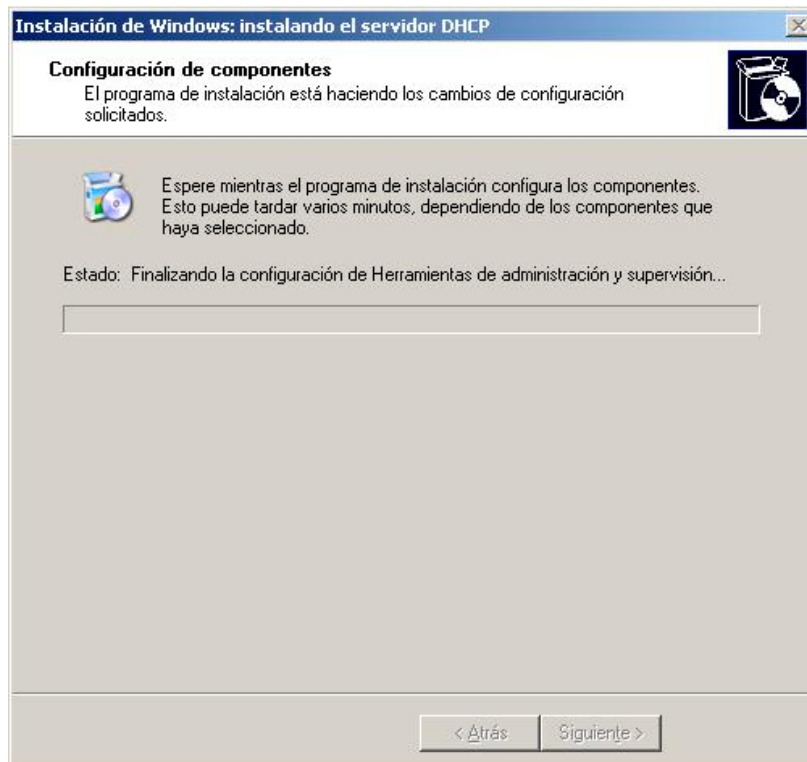 Instalación de Windows: instalando el servidor DHCP
Configuración de componentes
El programa de instalación está haciendo los cambios de configuración
solicitados.
Espere mientras el programa de instalación configura los componentes.
Esto puede tardar varios minutos, dependiendo de los componentes que
haya seleccionado.
Estado: Finalizando la configuración de Herramientas de administración y supervisión...
< Atrás Siguiente >